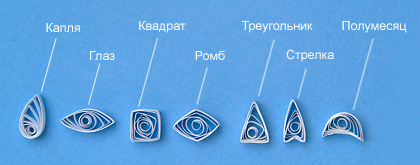 Капля
Глаз
Квадрат
Ромб
Треугольник
Стрелка
Полумесяц